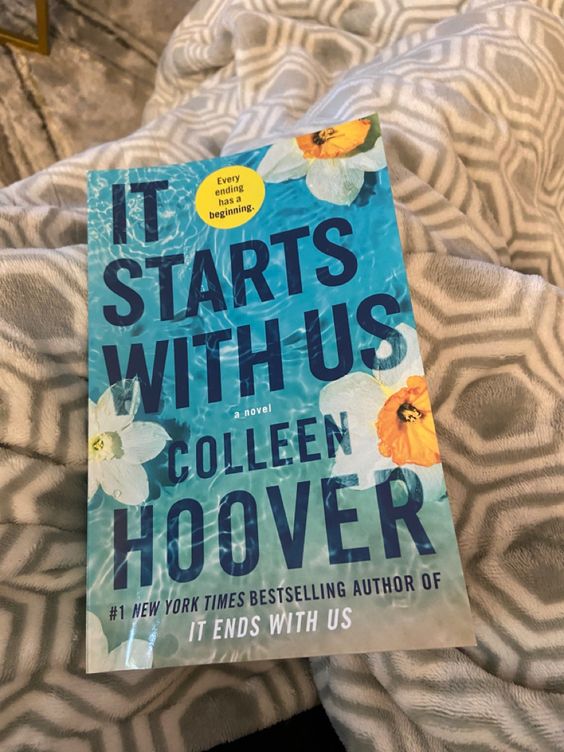 Every
ending
has a
beginning.
IT
STARTS
WITH US
a novel
COLLEEN
HOOVER
#1 NEW YORK TIMES BESTSELLING AUTHOR OF
IT ENDS WITH US